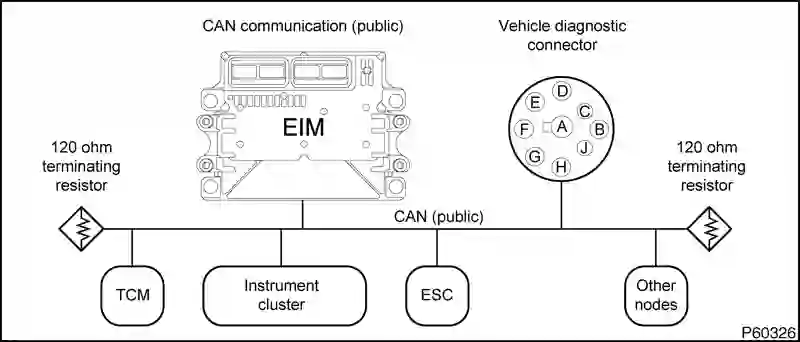 CAN communication (public)
Vehicle diagnostic
connector
EIM
D
E
C
F
A
B
G
J
H
120 ohm
terminating
resistor
120 ohm
terminating
resistor
CAN (public)
TCM
Instrument
cluster
ESC
Other
nodes
P60326